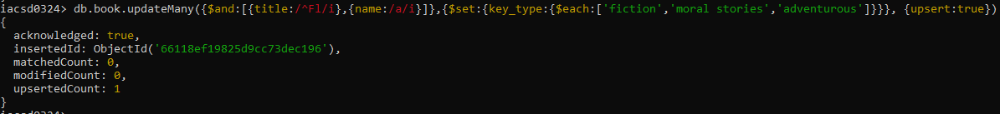 iacsd0324> db.book.updateMany({$and:[{title:/^Fl/i},{name:/a/i}]},{$set:{key_type:{$each:['fiction','moral stories','adventurous']}}}, {upsert:true})
{
  acknowledged: true,
  insertedId: ObjectId('66118ef19825d9cc73dec196'),
  matchedCount: 0,
  modifiedCount: 0,
  upsertedCount: 1
}
iacsd0324>